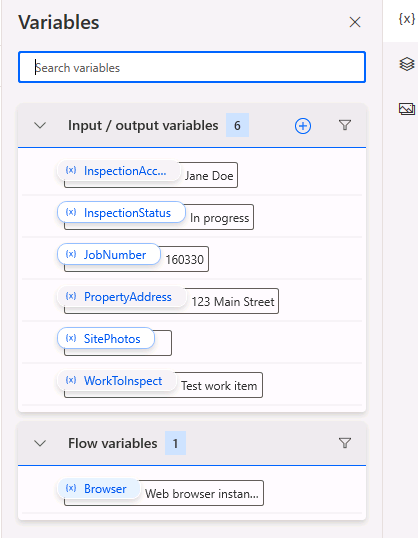 Variables
Search variables
Input / output variables 6
{x} InspectionAcc... Jane Doe
{x} InspectionStatus In progress
{x} JobNumber 160330
{x} PropertyAddress 123 Main Street
{x} SitePhotos
{x} WorkToInspect Test work item
Flow variables 1
{x} Browser Web browser instan...
{x}